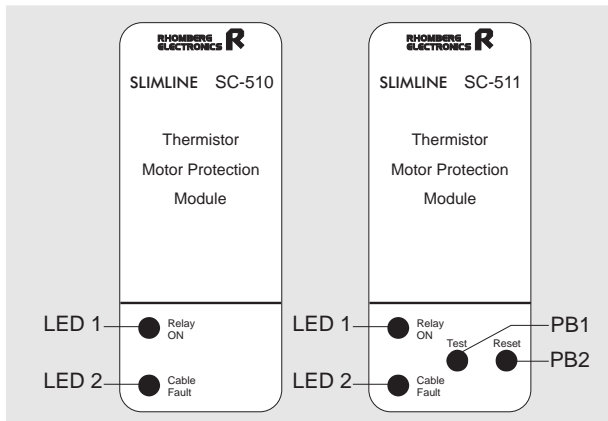 RHOMBERG
ELECTRONICS R
SLIMLINE SC-510
Thermistor
Motor Protection
Module
LED 1
Relay
ON
LED 2
Cable
Fault
RHOMBERG
ELECTRONICS R
SLIMLINE SC-511
Thermistor
Motor Protection
Module
LED 1
Relay
ON
Test
Reset
PB1
PB2
LED 2
Cable
Fault